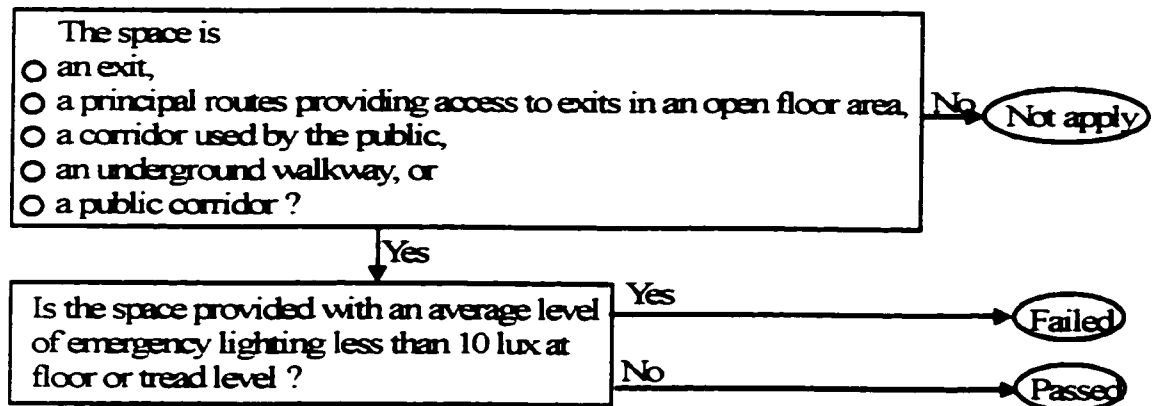 The space is
an exit,
a principal routes providing access to exits in an open floor area,
a corridor used by the public,
an underground walkway, or
a public corridor ?
No
Not apply
Yes
Is the space provided with an average level
of emergency lighting less than 10 lux at
floor or tread level ?
Yes
Failed
No
Passed